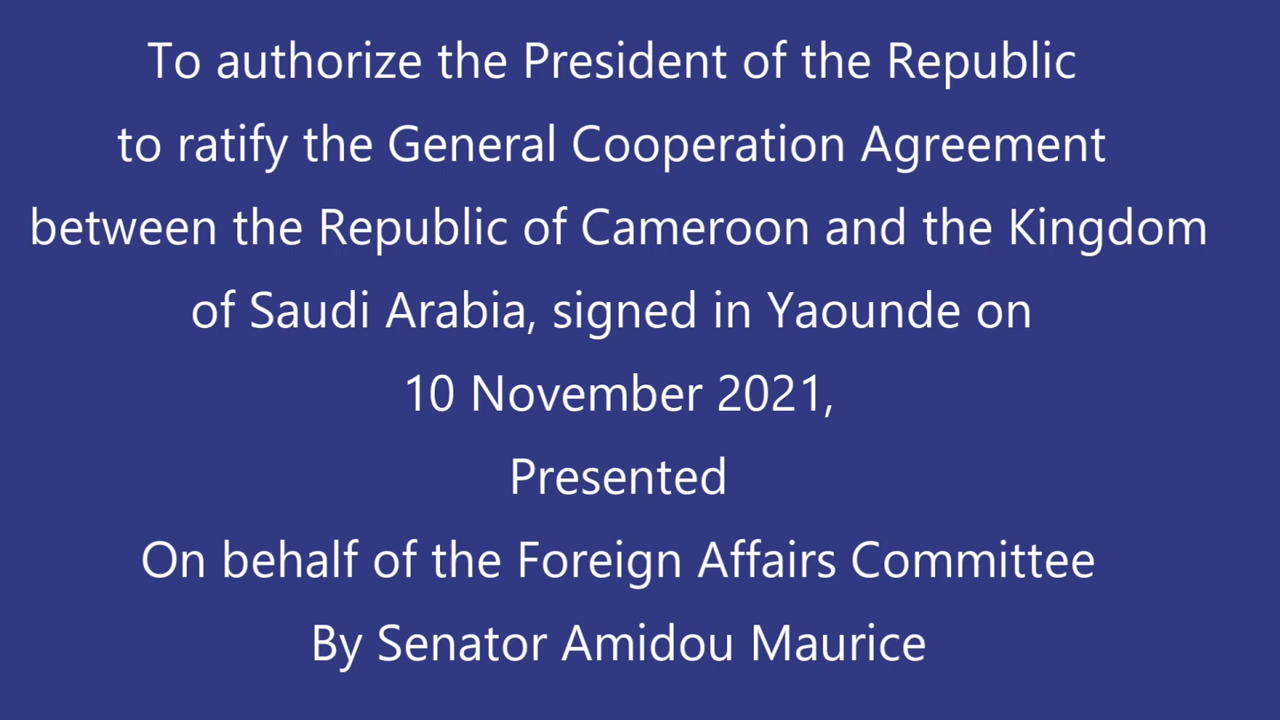 To authorize the President of the Republic
to ratify the General Cooperation Agreement
between the Republic of Cameroon and the Kingdom
of Saudi Arabia, signed in Yaounde on
10 November 2021,
Presented
On behalf of the Foreign Affairs Committee
By Senator Amidou Maurice